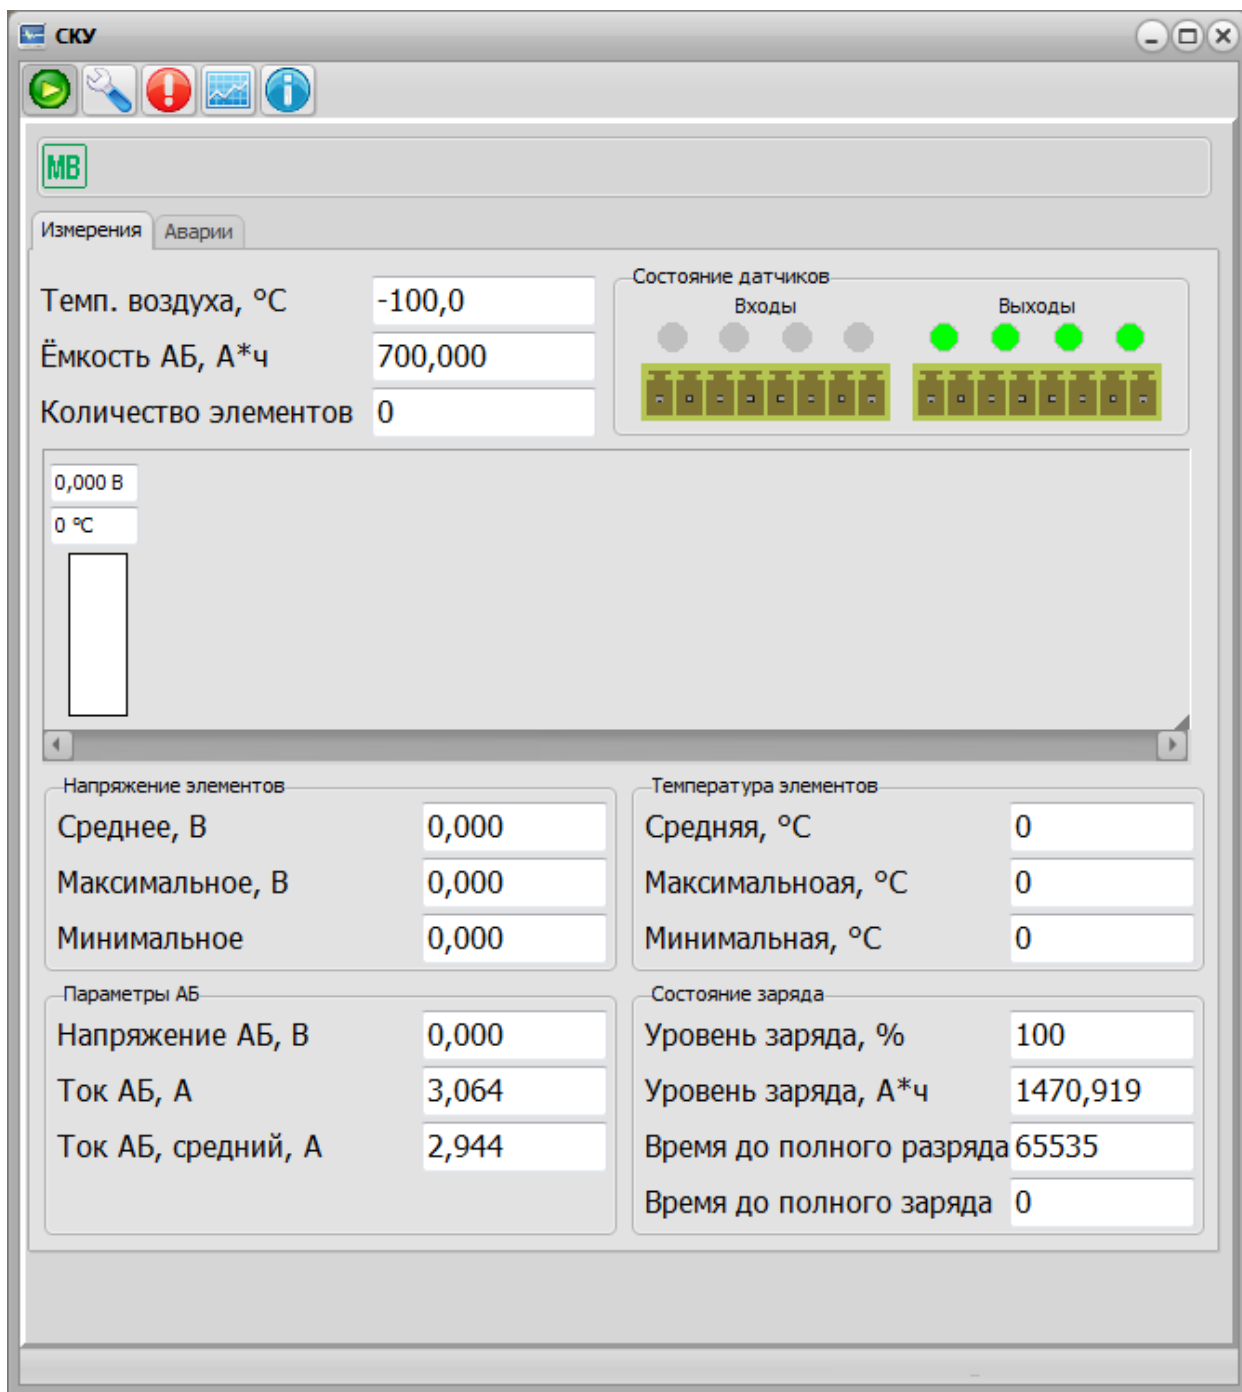 СКУ
MB
Измерения Аварии
Состояние датчиков
Темп. воздуха, °C -100,0
Входы Выходы
Ёмкость АБ, А*ч 700,000
Количество элементов 0
0,000 В
0 °C
Напряжение элементов
Среднее, В 0,000
Максимальное, В 0,000
Минимальное 0,000
Температура элементов
Средняя, °C 0
Максимальноая, °C 0
Минимальная, °C 0
Параметры АБ
Напряжение АБ, В 0,000
Ток АБ, А 3,064
Ток АБ, средний, А 2,944
Состояние заряда
Уровень заряда, % 100
Уровень заряда, А*ч 1470,919
Время до полного разряда 65535
Время до полного заряда 0